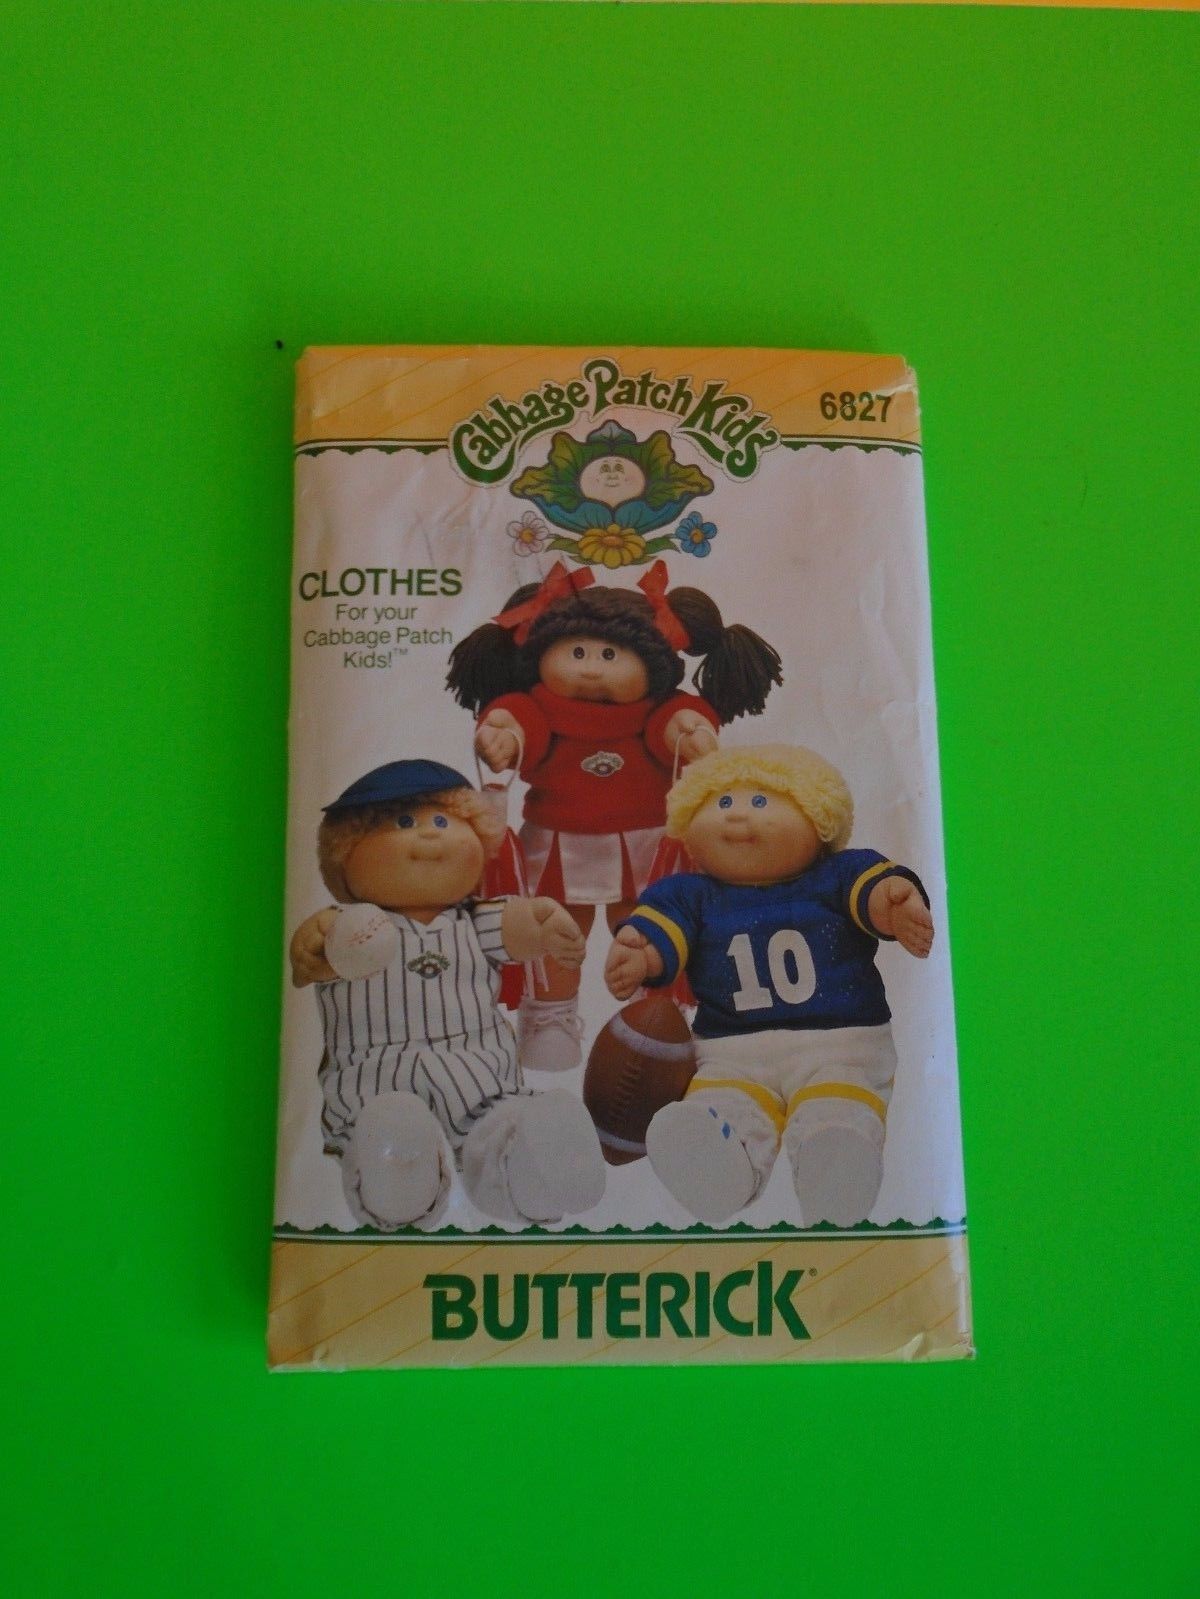 Cabbage Patch Kids
6827
CLOTHES
For your
Cabbage Patch
Kids!™
10
BUTTERICK®